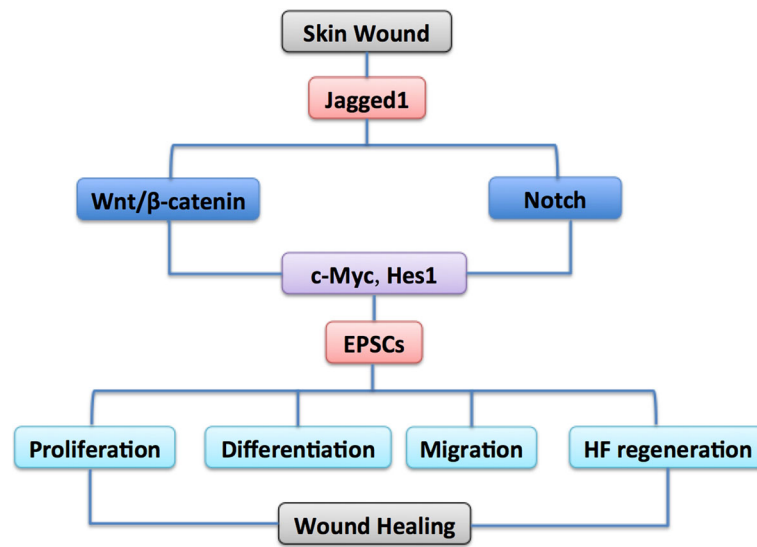 Skin Wound
Jagged1
Wnt/β-catenin
Notch
c-Myc, Hes1
EPSCs
Proliferation
Differentiation
Migration
HF regeneration
Wound Healing